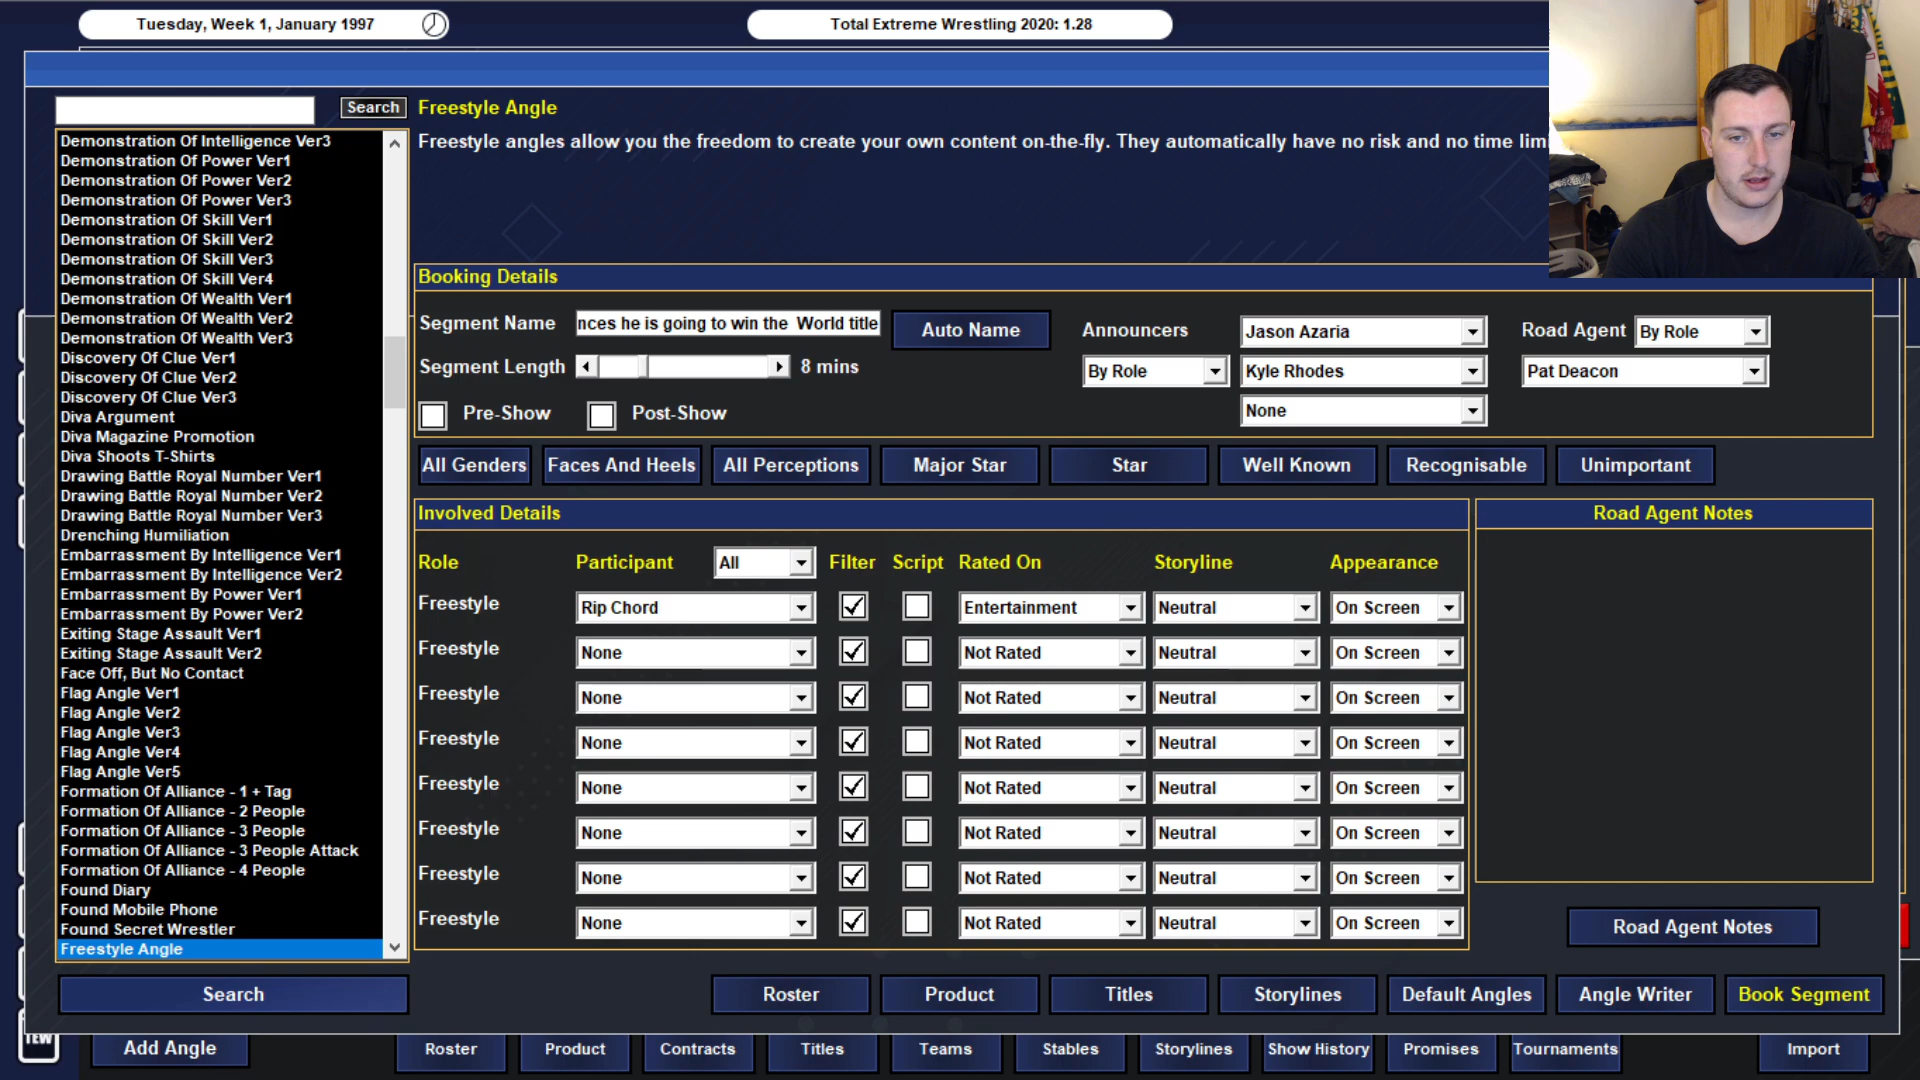 Tuesday, Week 1, January 1997
Total Extreme Wrestling 2020: 1.28
Search
Freestyle Angle
Freestyle angles allow you the freedom to create your own content on-the-fly. They automatically have no risk and no time limi
Demonstration Of Intelligence Ver3
Demonstration Of Power Ver1
Demonstration Of Power Ver2
Demonstration Of Power Ver3
Demonstration Of Skill Ver1
Demonstration Of Skill Ver2
Demonstration Of Skill Ver3
Demonstration Of Skill Ver4
Demonstration Of Wealth Ver1
Demonstration Of Wealth Ver2
Demonstration Of Wealth Ver3
Discovery Of Clue Ver1
Discovery Of Clue Ver2
Discovery Of Clue Ver3
Diva Argument
Diva Magazine Promotion
Diva Shoots T-Shirts
Drawing Battle Royal Number Ver1
Drawing Battle Royal Number Ver2
Drawing Battle Royal Number Ver3
Drenching Humiliation
Embarrassment By Intelligence Ver1
Embarrassment By Intelligence Ver2
Embarrassment By Power Ver1
Embarrassment By Power Ver2
Exiting Stage Assault Ver1
Exiting Stage Assault Ver2
Face Off, But No Contact
Flag Angle Ver1
Flag Angle Ver2
Flag Angle Ver3
Flag Angle Ver4
Flag Angle Ver5
Formation Of Alliance - 1 + Tag
Formation Of Alliance - 2 People
Formation Of Alliance - 3 People
Formation Of Alliance - 3 People Attack
Formation Of Alliance - 4 People
Found Diary
Found Mobile Phone
Found Secret Wrestler
Freestyle Angle
Search
Booking Details
Segment Name nces he is going to win the World title Auto Name Announcers Jason Azaria Road Agent By Role
Segment Length 8 mins By Role Kyle Rhodes Pat Deacon
Pre-Show Post-Show None
All Genders Faces And Heels All Perceptions Major Star Star Well Known Recognisable Unimportant
Involved Details Road Agent Notes
Role Participant All Filter Script Rated On Storyline Appearance
Freestyle Rip Chord Entertainment Neutral On Screen
Freestyle None Not Rated Neutral On Screen
Freestyle None Not Rated Neutral On Screen
Freestyle None Not Rated Neutral On Screen
Freestyle None Not Rated Neutral On Screen
Freestyle None Not Rated Neutral On Screen
Freestyle None Not Rated Neutral On Screen
Freestyle None Not Rated Neutral On Screen
Road Agent Notes
Roster Product Titles Storylines Default Angles Angle Writer Book Segment
TEW Add Angle Roster Product Contracts Titles Teams Stables Storylines Show History Promises Tournaments Import